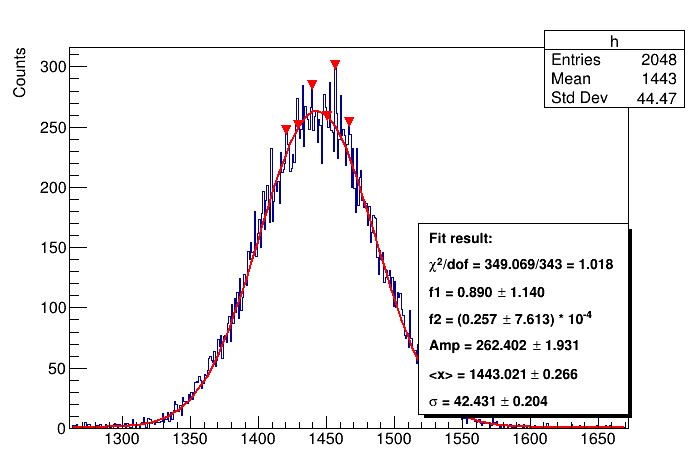 h
Entries 2048
Mean 1443
Std Dev 44.47
Counts
300
250
200
150
100
50
0
Fit result:
χ²/dof = 349.069/343 = 1.018
f1 = 0.890 ± 1.140
f2 = (0.257 ± 7.613) * 10⁻⁴
Amp = 262.402 ± 1.931
<x> = 1443.021 ± 0.266
σ = 42.431 ± 0.204
1300 1350 1400 1450 1500 1550 1600 1650